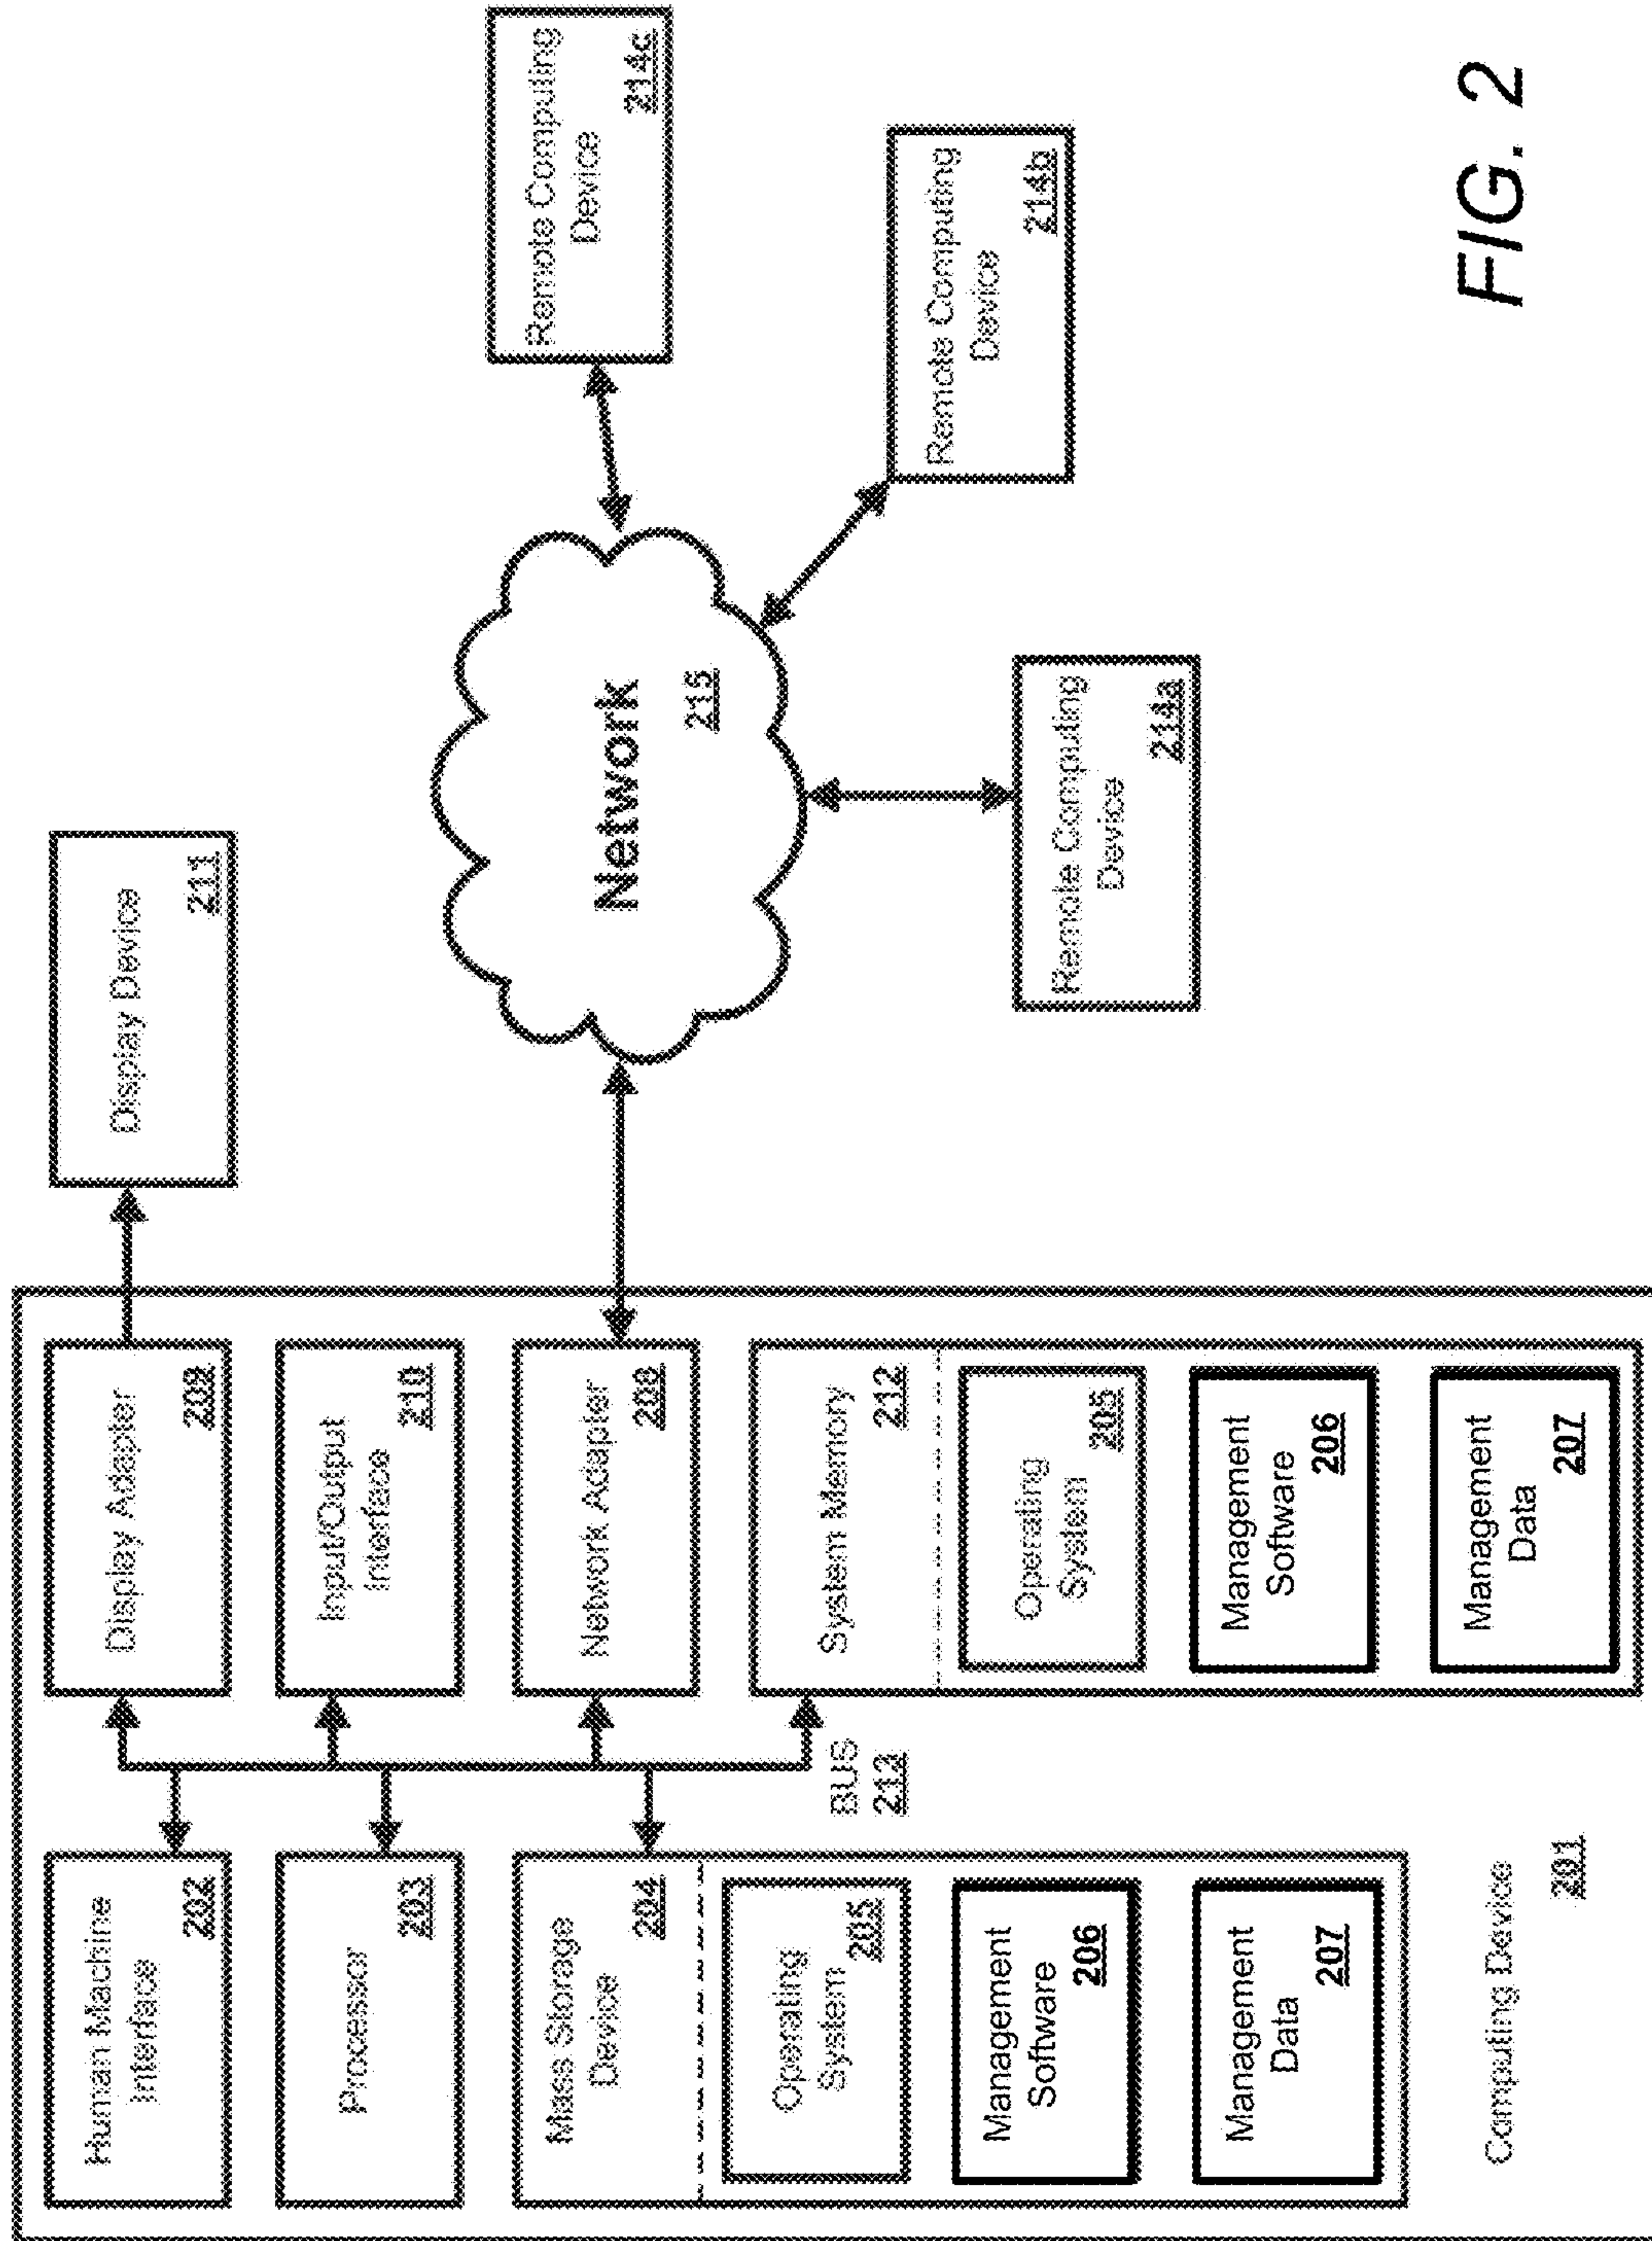 Human Machine
Interface
202
Processor
203
Mass Storage
Device
204
Operating
System
205
Management
Software
206
Management
Data
207
Computing Device
201
BUS
213
Display Adapter
209
Input/Output
Interface
210
Network Adapter
208
System Memory
212
Operating
System
205
Management
Software
206
Management
Data
207
Display Device
211
Network
215
Remote Computing
Device
214a
Remote Computing
Device
214b
Remote Computing
Device
214c
FIG. 2